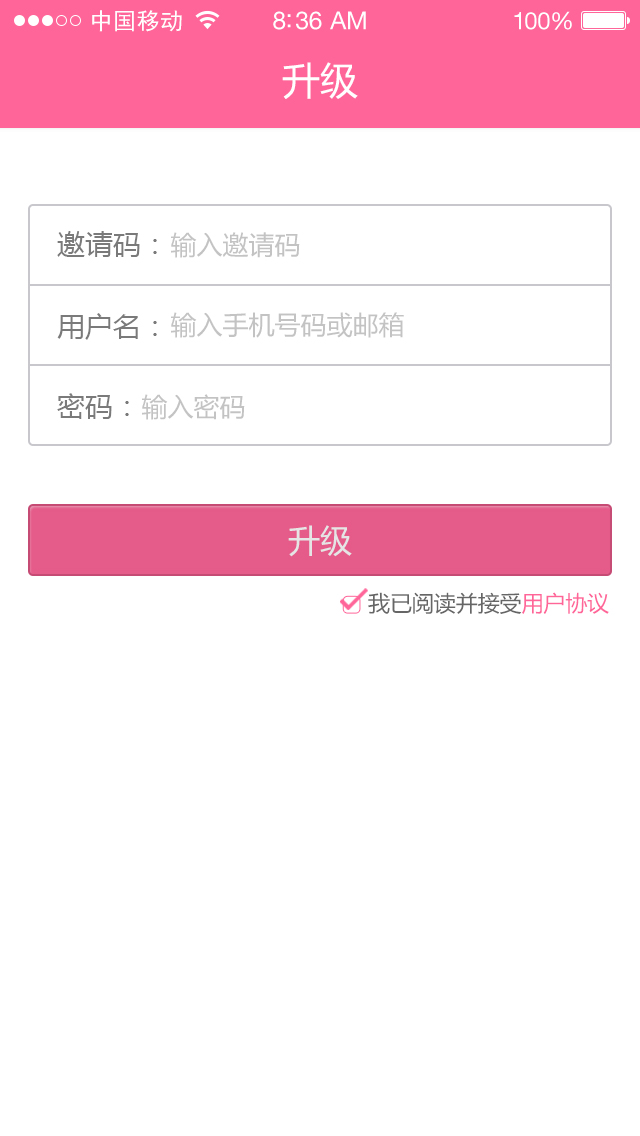 中国移动 8:36 AM 100%
升级
邀请码：输入邀请码
用户名：输入手机号码或邮箱
密码：输入密码
升级
我已阅读并接受用户协议